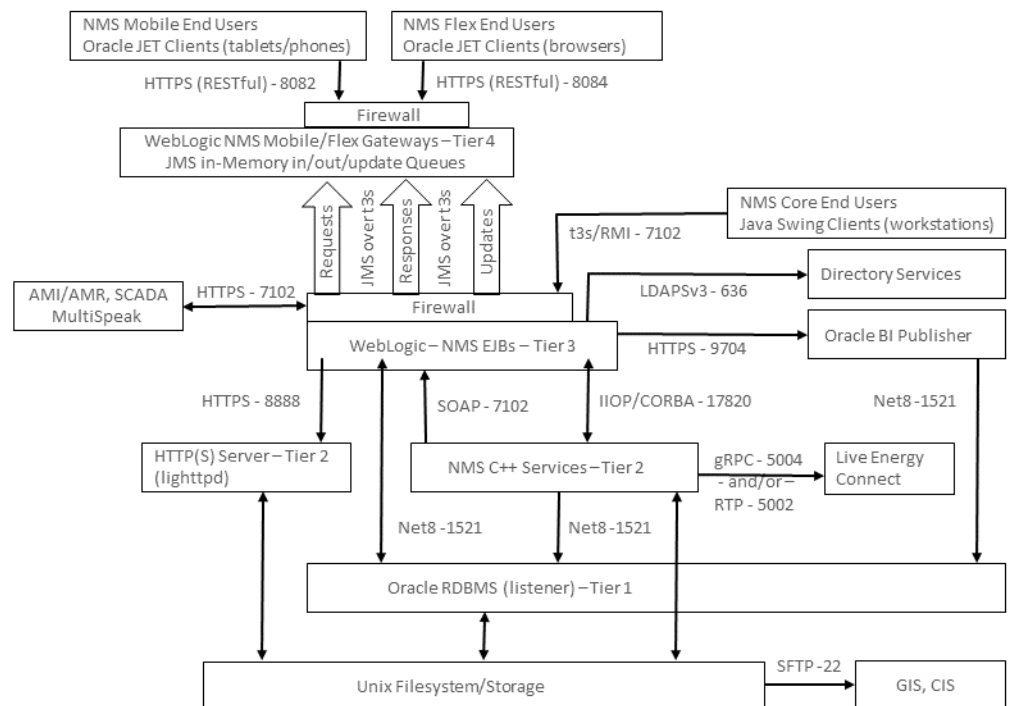 NMS Mobile End Users
Oracle JET Clients (tablets/phones)
NMS Flex End Users
Oracle JET Clients (browsers)
HTTPS (RESTful) - 8082
HTTPS (RESTful) - 8084
Firewall
WebLogic NMS Mobile/Flex Gateways – Tier 4
JMS in-Memory in/out/update Queues
Requests
JMS over t3s
Responses
JMS over t3s
Updates
NMS Core End Users
Java Swing Clients (workstations)
t3s/RMI - 7102
Directory Services
LDAPSv3 - 636
AMI/AMR, SCADA
MultiSpeak
HTTPS - 7102
Firewall
WebLogic – NMS EJBs – Tier 3
Oracle BI Publisher
HTTPS - 9704
HTTPS - 8888
SOAP - 7102
IIOP/CORBA - 17820
Net8 -1521
HTTP(S) Server – Tier 2
(lighttpd)
NMS C++ Services – Tier 2
gRPC - 5004
- and/or –
RTP - 5002
Live Energy
Connect
Net8 -1521
Net8 -1521
Oracle RDBMS (listener) – Tier 1
Unix Filesystem/Storage
SFTP -22
GIS, CIS